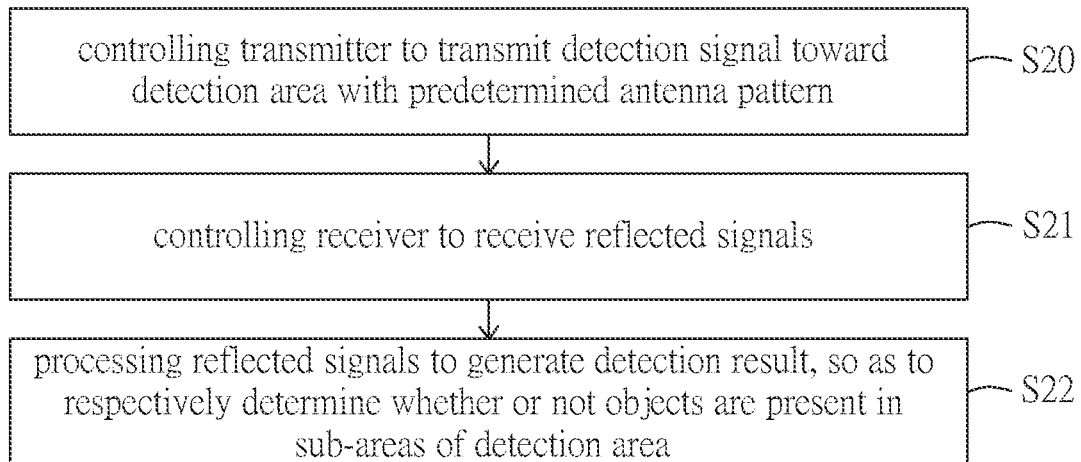 controlling transmitter to transmit detection signal toward
detection area with predetermined antenna pattern
S20
controlling receiver to receive reflected signals
S21
processing reflected signals to generate detection result, so as to
respectively determine whether or not objects are present in
sub-areas of detection area
S22